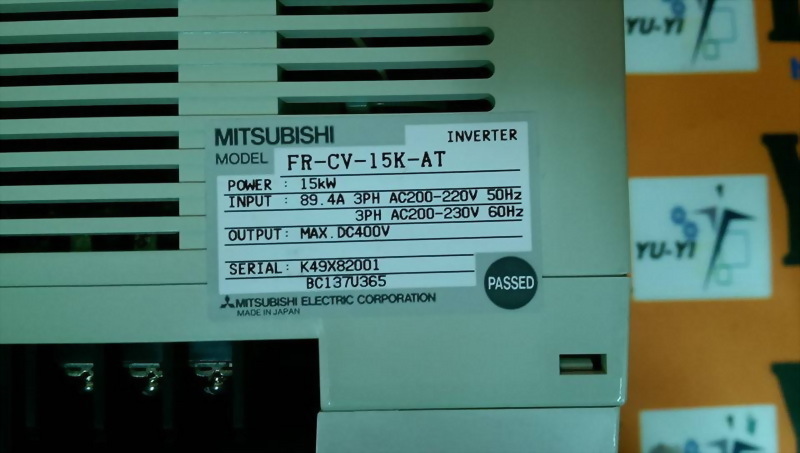 MITSUBISHI INVERTER
MODEL FR-CV-15K-AT
POWER : 15kW
INPUT : 89.4A 3PH AC200-220V 50Hz
3PH AC200-230V 60Hz
OUTPUT: MAX.DC400V
SERIAL: K49X82001
BC137U365
PASSED
MITSUBISHI ELECTRIC CORPORATION
MADE IN JAPAN
YU-YI
YU-YI